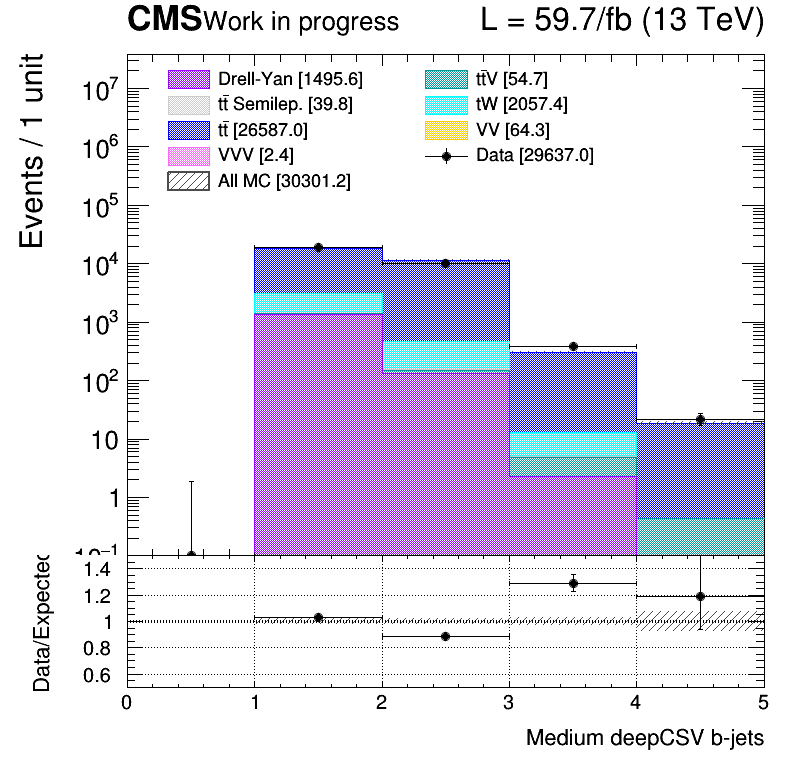 CMS Work in progress L = 59.7/fb (13 TeV)
Events / 1 unit
Drell-Yan [1495.6]
tt̄ Semilep. [39.8]
tt̄ [26587.0]
VVV [2.4]
All MC [30301.2]
tt̄V [54.7]
tW [2057.4]
VV [64.3]
Data [29637.0]
10⁷
10⁶
10⁵
10⁴
10³
10²
10
1
10⁻¹
Data/Expected
1.4
1.2
1
0.8
0.6
0 1 2 3 4 5
Medium deepCSV b-jets